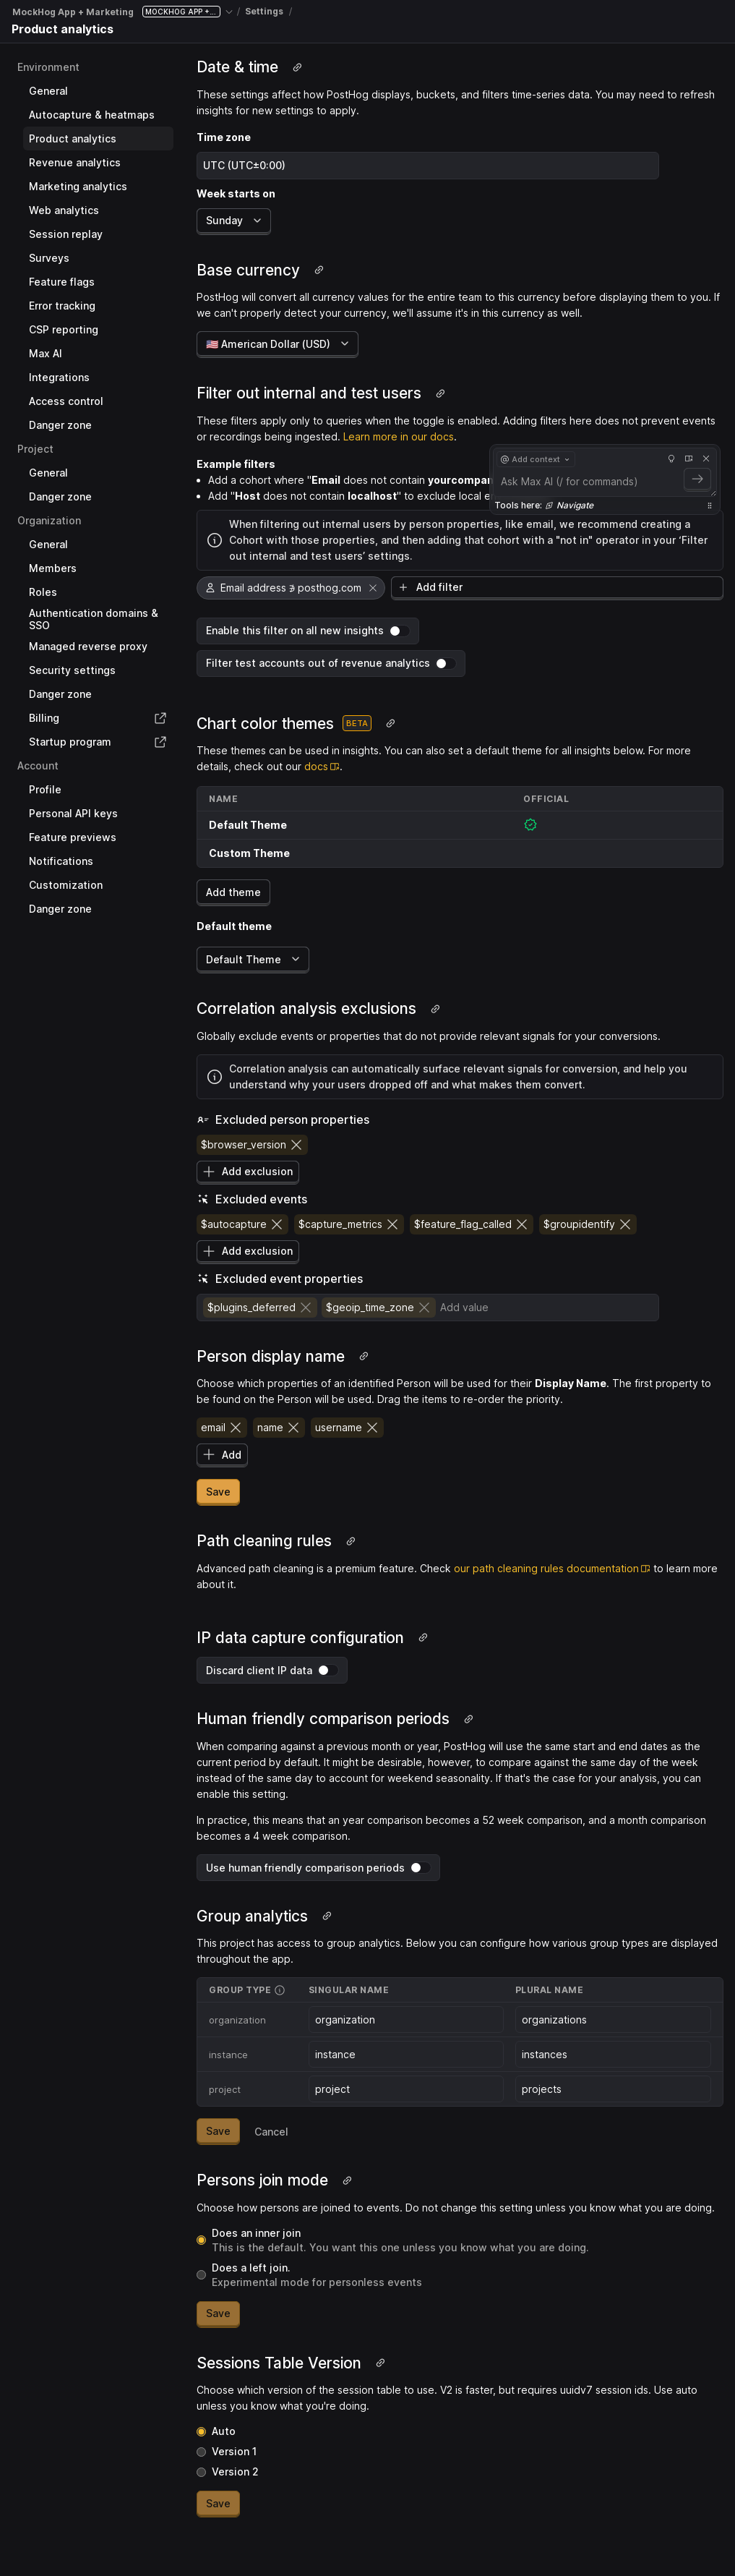 MockHog App + Marketing MOCKHOG APP +... / Settings /
Product analytics
Environment
General
Autocapture & heatmaps
Product analytics
Revenue analytics
Marketing analytics
Web analytics
Session replay
Surveys
Feature flags
Error tracking
CSP reporting
Max AI
Integrations
Access control
Danger zone
Project
General
Danger zone
Organization
General
Members
Roles
Authentication domains &
SSO
Managed reverse proxy
Security settings
Danger zone
Billing
Startup program
Account
Profile
Personal API keys
Feature previews
Notifications
Customization
Danger zone
Date & time
These settings affect how PostHog displays, buckets, and filters time-series data. You may need to refresh
insights for new settings to apply.
Time zone
UTC (UTC±0:00)
Week starts on
Sunday
Base currency
PostHog will convert all currency values for the entire team to this currency before displaying them to you. If
we can't properly detect your currency, we'll assume it's in this currency as well.
🇺🇸 American Dollar (USD)
Filter out internal and test users
These filters apply only to queries when the toggle is enabled. Adding filters here does not prevent events
or recordings being ingested. Learn more in our docs.
Example filters
Add a cohort where "Email does not contain yourcompan
Add "Host does not contain localhost" to exclude local e
@ Add context
Ask Max AI (/ for commands)
Tools here: Navigate
When filtering out internal users by person properties, like email, we recommend creating a
Cohort with those properties, and then adding that cohort with a "not in" operator in your ‘Filter
out internal and test users’ settings.
Email address ∌ posthog.com
Add filter
Enable this filter on all new insights
Filter test accounts out of revenue analytics
Chart color themes BETA
These themes can be used in insights. You can also set a default theme for all insights below. For more
details, check out our docs.
NAME OFFICIAL
Default Theme
Custom Theme
Add theme
Default theme
Default Theme
Correlation analysis exclusions
Globally exclude events or properties that do not provide relevant signals for your conversions.
Correlation analysis can automatically surface relevant signals for conversion, and help you
understand why your users dropped off and what makes them convert.
Excluded person properties
$browser_version
Add exclusion
Excluded events
$autocapture $capture_metrics $feature_flag_called $groupidentify
Add exclusion
Excluded event properties
$plugins_deferred $geoip_time_zone Add value
Person display name
Choose which properties of an identified Person will be used for their Display Name. The first property to
be found on the Person will be used. Drag the items to re-order the priority.
email name username
Add
Save
Path cleaning rules
Advanced path cleaning is a premium feature. Check our path cleaning rules documentation to learn more
about it.
IP data capture configuration
Discard client IP data
Human friendly comparison periods
When comparing against a previous month or year, PostHog will use the same start and end dates as the
current period by default. It might be desirable, however, to compare against the same day of the week
instead of the same day to account for weekend seasonality. If that's the case for your analysis, you can
enable this setting.
In practice, this means that an year comparison becomes a 52 week comparison, and a month comparison
becomes a 4 week comparison.
Use human friendly comparison periods
Group analytics
This project has access to group analytics. Below you can configure how various group types are displayed
throughout the app.
GROUP TYPE SINGULAR NAME PLURAL NAME
organization organization organizations
instance instance instances
project project projects
Save Cancel
Persons join mode
Choose how persons are joined to events. Do not change this setting unless you know what you are doing.
Does an inner join
This is the default. You want this one unless you know what you are doing.
Does a left join.
Experimental mode for personless events
Save
Sessions Table Version
Choose which version of the session table to use. V2 is faster, but requires uuidv7 session ids. Use auto
unless you know what you're doing.
Auto
Version 1
Version 2
Save